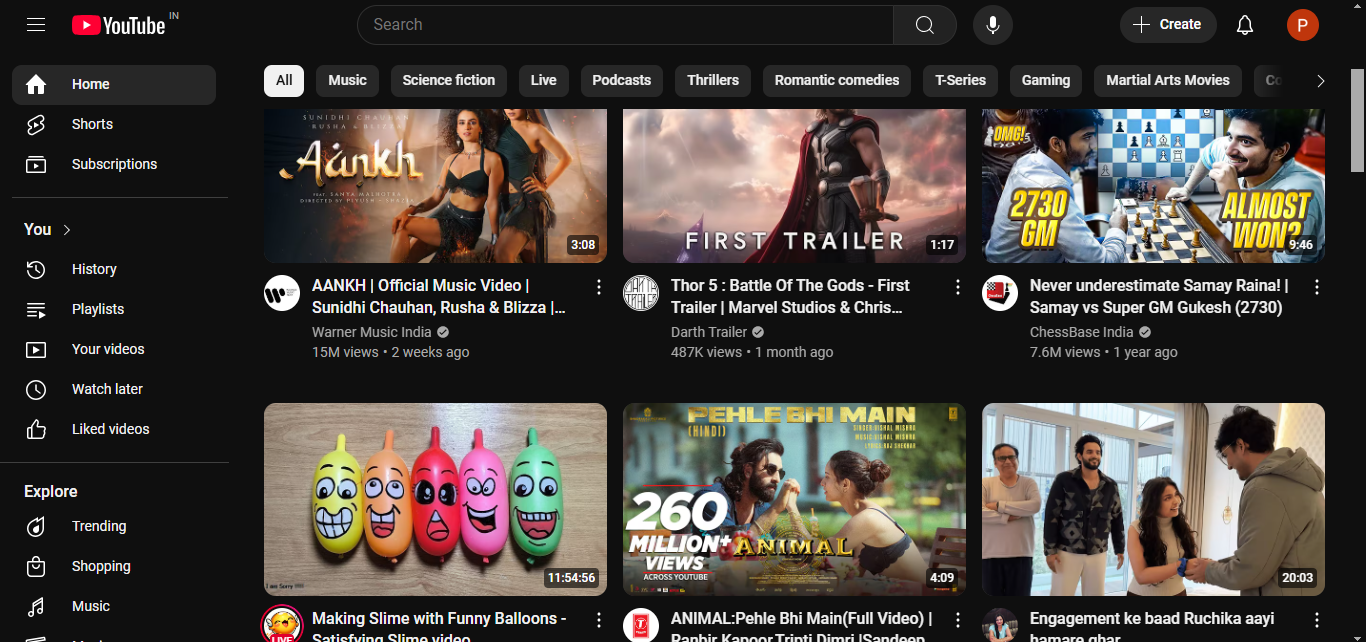 YouTube IN
Search
Create
P
Home
Shorts
Subscriptions
You
History
Playlists
Your videos
Watch later
Liked videos
Explore
Trending
Shopping
Music
All
Music
Science fiction
Live
Podcasts
Thrillers
Romantic comedies
T-Series
Gaming
Martial Arts Movies
Co
SUNIDHI CHAUHAN
RUSHA & BLIZZA
Aankh
FEAT. SANYA MALHOTRA
DIRECTED BY PIYUSH - SHAZIA
3:08
AANKH | Official Music Video |
Sunidhi Chauhan, Rusha & Blizza |...
Warner Music India
15M views • 2 weeks ago
FIRST TRAILER
1:17
Thor 5 : Battle Of The Gods - First
Trailer | Marvel Studios & Chris...
Darth Trailer
487K views • 1 month ago
OMG!
2730
GM
ALMOST
WON?
9:46
Never underestimate Samay Raina! |
Samay vs Super GM Gukesh (2730)
ChessBase India
7.6M views • 1 year ago
I am Sorry
11:54:56
LIVE
Making Slime with Funny Balloons -
Satisfying Slime video
PEHLE BHI MAIN
(HINDI)
SINGER VISHAL MISHRA
MUSIC VISHAL MISHRA
LYRICS RAJ SHEKHAR
260
MILLION+
VIEWS
ACROSS YOUTUBE
ANIMAL
4:09
ANIMAL:Pehle Bhi Main(Full Video) |
Ranbir Kapoor,Tripti Dimri |Sandeep
20:03
Engagement ke baad Ruchika aayi
hamare ghar